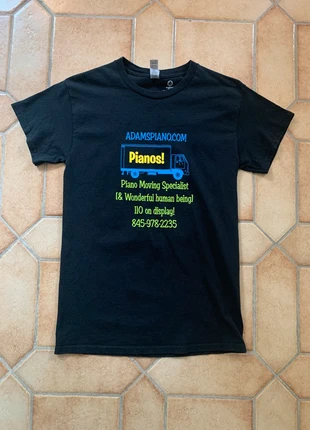 ADAMSPIANO.COM
Pianos!
Piano Moving Specialist
(& Wonderful human being)
110 on display!
845-978-2235